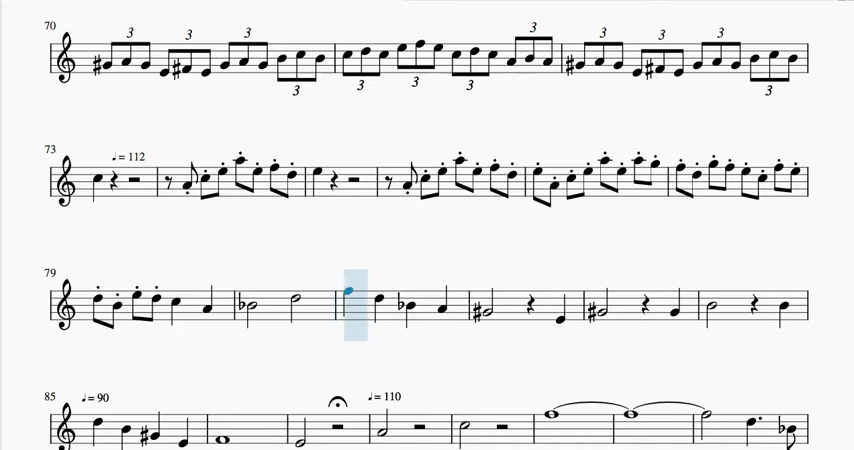 70
3 3 3 3 3 3 3 3 3 3 3 3
73
♩ = 112
79
85
♩ = 90
♩ = 110